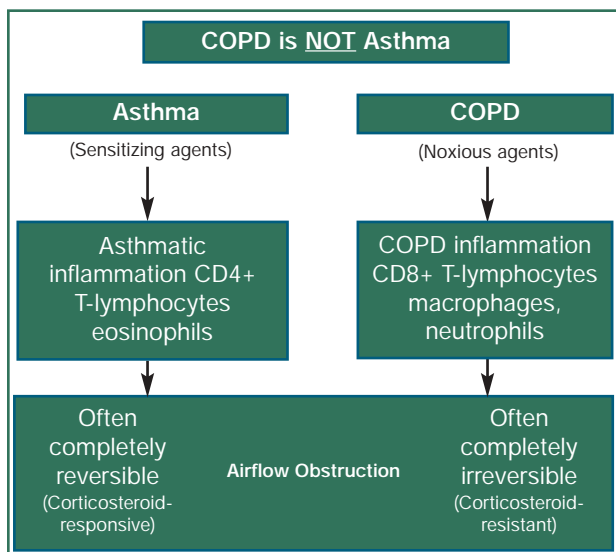 COPD is NOT Asthma
Asthma
(Sensitizing agents)
COPD
(Noxious agents)
Asthmatic
inflammation CD4+
T-lymphocytes
eosinophils
COPD inflammation
CD8+ T-lymphocytes
macrophages,
neutrophils
Often
completely
reversible
(Corticosteroid-
responsive)
Airflow Obstruction
Often
completely
irreversible
(Corticosteroid-
resistant)